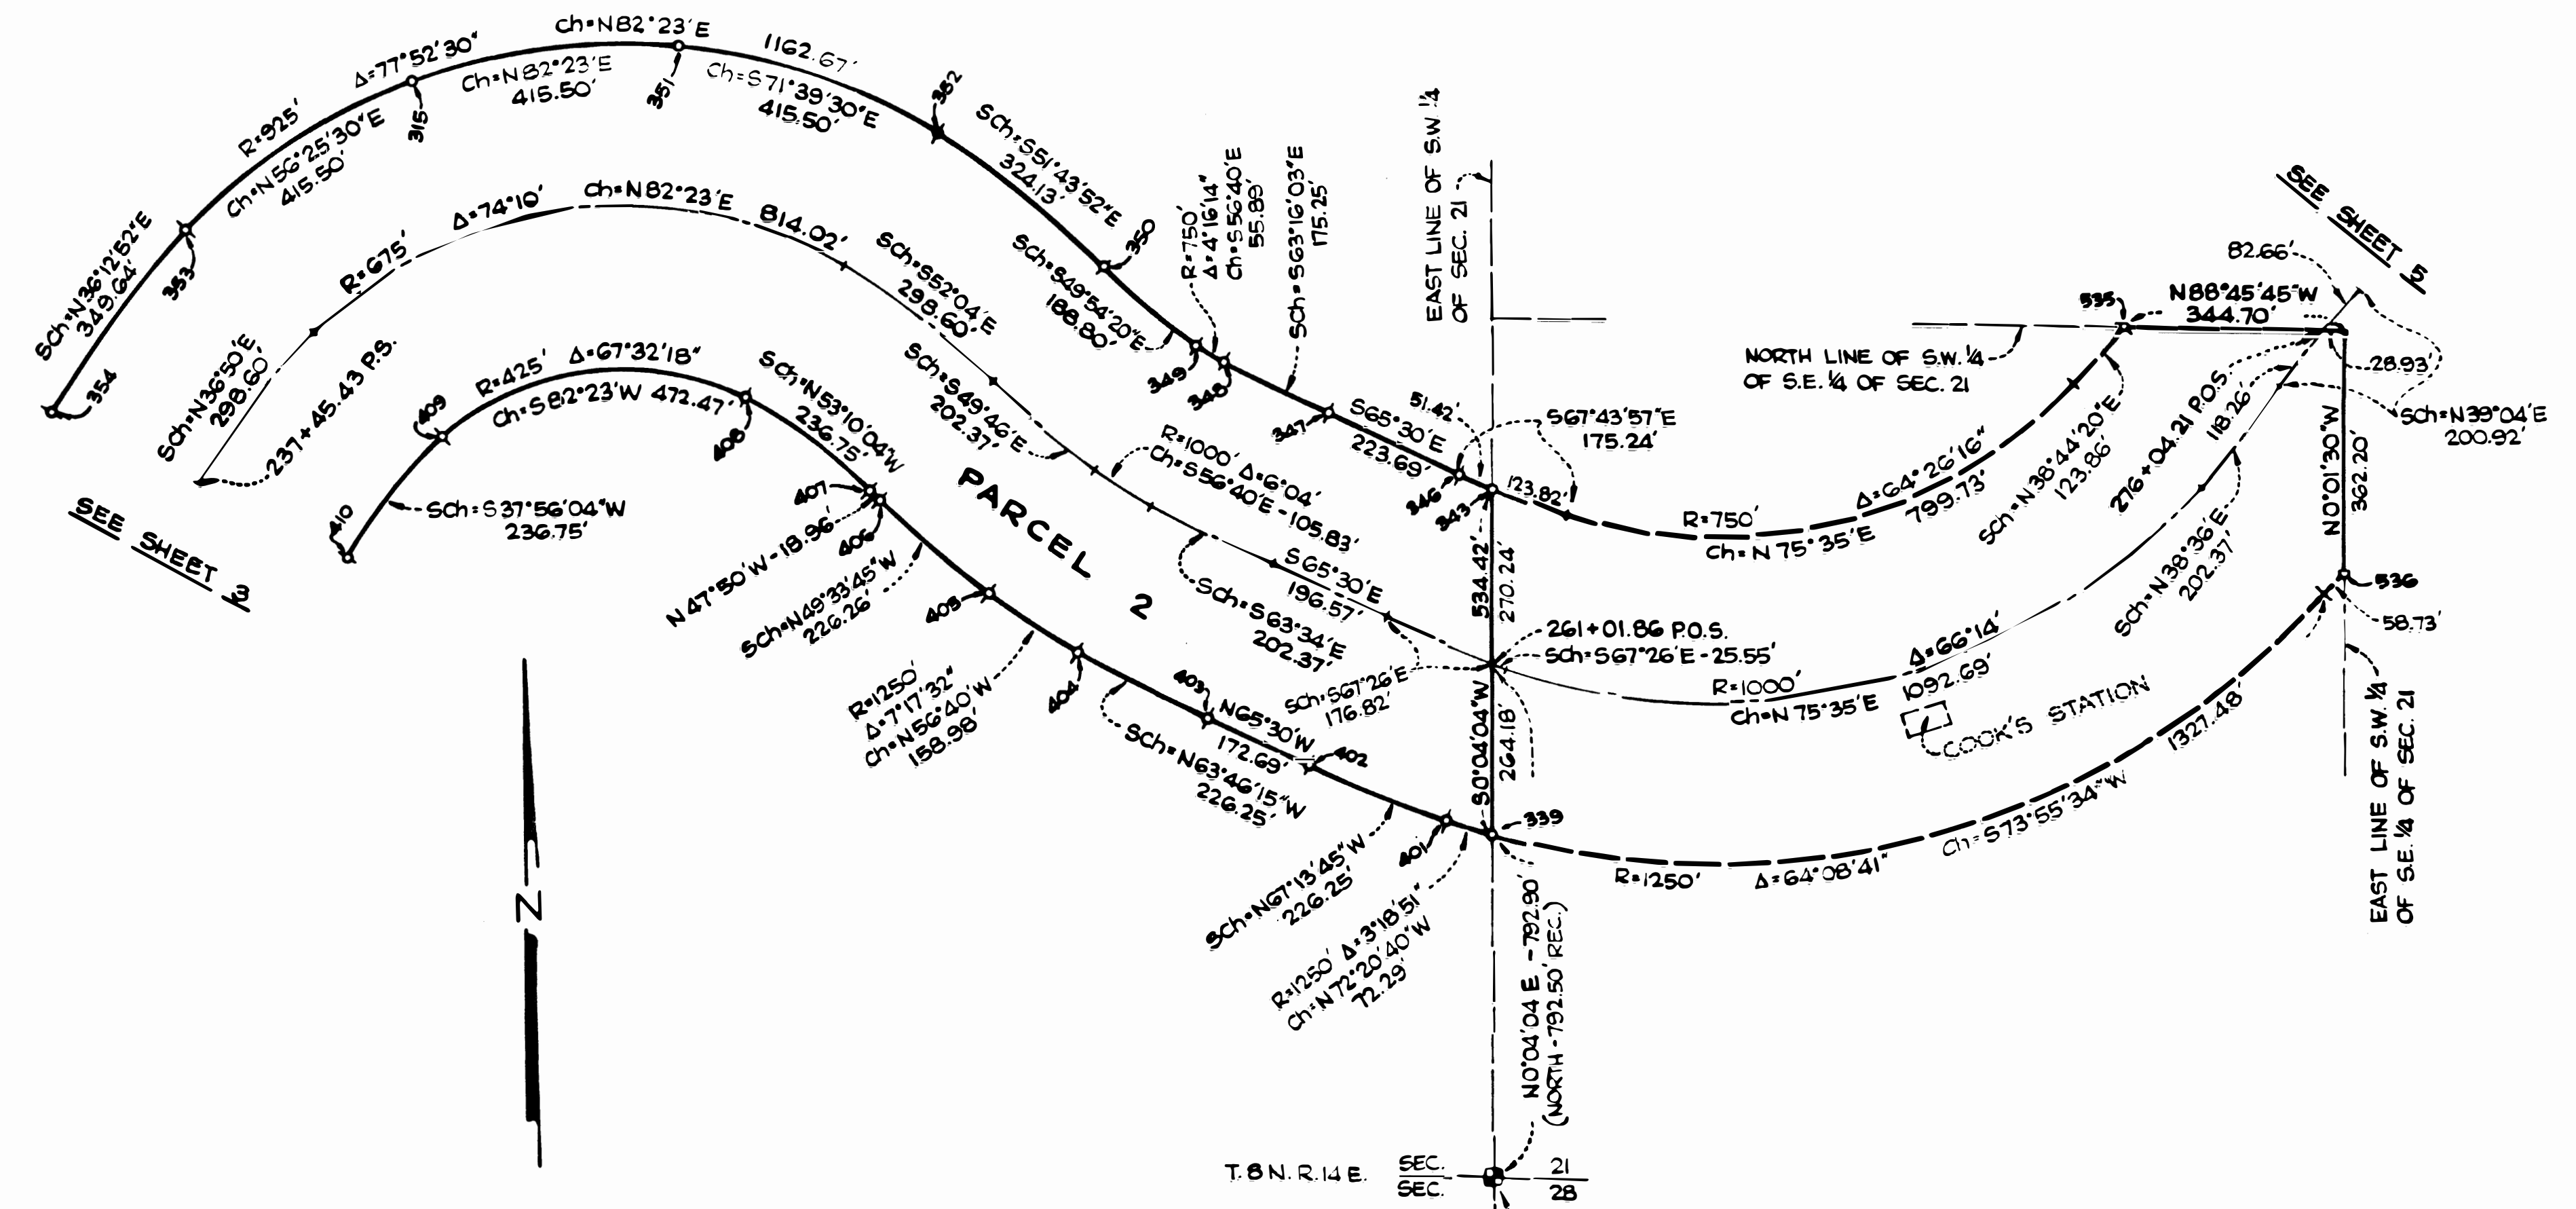 Ch=N82°23'E
1162.67'
Δ=77°52'30"
R=925'
Ch=N82°23'E
415.50'
Ch=S71°39'30"E
415.50'
Ch=N56°25'30"E
415.50'
315
351
352
Sch=N36°12'52"E
349.64'
353
354
Sch=S51°43'52"E
324.13'
350
Sch=S49°54'20"E
188.80'
349
348
R=750'
Δ=4°16'14"
Ch=S56°40'E
55.89'
Sch=S63°16'03"E
175.25'
347
S65°30'E
223.69'
51.42'
346
343
S67°43'57"E
175.24'
123.82'
EAST LINE OF S.W. 1/4
OF SEC. 21
R=675'
Δ=74°10'
Ch=N82°23'E
814.02'
Sch=N36°50'E
298.60'
237+45.43 P.S.
Sch=S52°04'E
298.60'
Sch=S49°46'E
202.37'
R=1000' Δ=6°04'
Ch=S56°40'E - 105.83'
S65°30'E
196.57'
Sch=S63°34'E
202.37'
Sch=S67°26'E
176.82'
261+01.86 P.O.S.
Sch=S67°26'E-25.55'
534.42'
270.24'
S0°04'04"W
264.18'
SEE SHEET 3
410
409
R=425'
Δ=67°32'18"
Ch=S82°23'W 472.47'
Sch=S37°56'04"W
236.75'
408
Sch=N53°10'04"W
236.75'
407
406
N47°50'W-18.96'
Sch=N49°33'45"W
226.26'
405
PARCEL 2
R=1250'
Δ=7°17'32"
Ch=N56°40'W
158.98'
404
403
Sch=N63°46'15"W
226.25'
N65°30'W
172.69'
402
Sch=N67°13'45"W
226.25'
401
R=1250' Δ=3°18'51"
Ch=N72°20'40"W
72.29'
339
N0°04'04"E - 792.90'
(NORTH - 792.50' REC.)
T.8 N. R.14 E.
SEC. 21
SEC. 28
N
SEE SHEET 5
82.66'
535
N88°45'45"W
344.70'
28.93'
NORTH LINE OF S.W. 1/4
OF S.E. 1/4 OF SEC. 21
Sch=N39°04'E
200.92'
118.26'
276+04.21 P.O.S.
N0°01'30"W
362.20'
Sch=N38°44'20"E
123.86'
R=750'
Ch=N75°35'E
Δ=64°26'16"
799.73'
Sch=N38°36'E
202.37'
536
58.73'
R=1000'
Ch=N75°35'E
Δ=66°14'
1092.69'
COOK'S STATION
R=1250'
Δ=64°08'41"
Ch=S73°55'34"W
1327.48'
EAST LINE OF S.W. 1/4
OF S.E. 1/4 OF SEC. 21